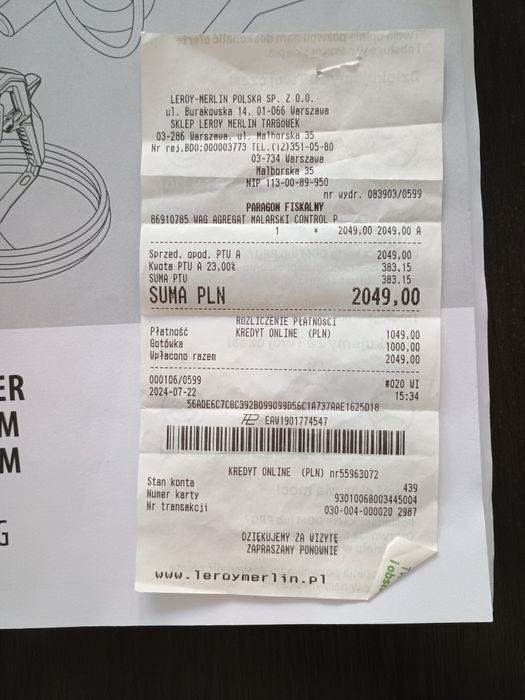 LEROY-MERLIN POLSKA SP. Z O.O.
ul. Burakowska 14, 01-066 Warszawa
SKLEP LEROY MERLIN TARGÓWEK
03-286 Warszawa, ul. Malborska 35
Nr rej.BDO:000003773 TEL.(12)351-05-80
03-734 Warszawa
Malborska 35
NIP 113-00-89-950
nr wydr. 083903/0599
PARAGON FISKALNY
86910785 WAG AGREGAT MALARSKI CONTROL P
1 * 2049,00 2049,00 A
Sprzed. opod. PTU A 2049,00
Kwota PTU A 23,00% 383,15
SUMA PTU 383,15
SUMA PLN 2049,00
ROZLICZENIE PŁATNOŚCI
Płatność KREDYT ONLINE (PLN) 1049,00
Gotówka 1000,00
Wpłacono razem 2049,00
000106/0599 #020 WI
2024-07-22 15:34
56ADE6C7C8C392B099099D56C1A737AAE1625D18
EAW1901774547
KREDYT ONLINE (PLN) nr55963072
Stan konta 439
Numer karty 93010068003445004
Nr transakcji 030-004-000020 2987
DZIĘKUJEMY ZA WIZYTĘ
ZAPRASZAMY PONOWNIE
www.leroymerlin.pl
ER
M
M
G